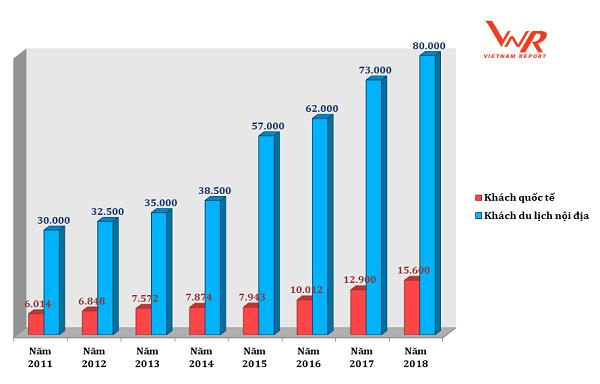 VNR
VIETNAM REPORT
80.000
73.000
62.000
57.000
38.500
35.000
32.500
30.000
6.014
6.848
7.572
7.874
7.943
10.012
12.900
15.600
Khách quốc tế
Khách du lịch nội địa
Năm 2011
Năm 2012
Năm 2013
Năm 2014
Năm 2015
Năm 2016
Năm 2017
Năm 2018